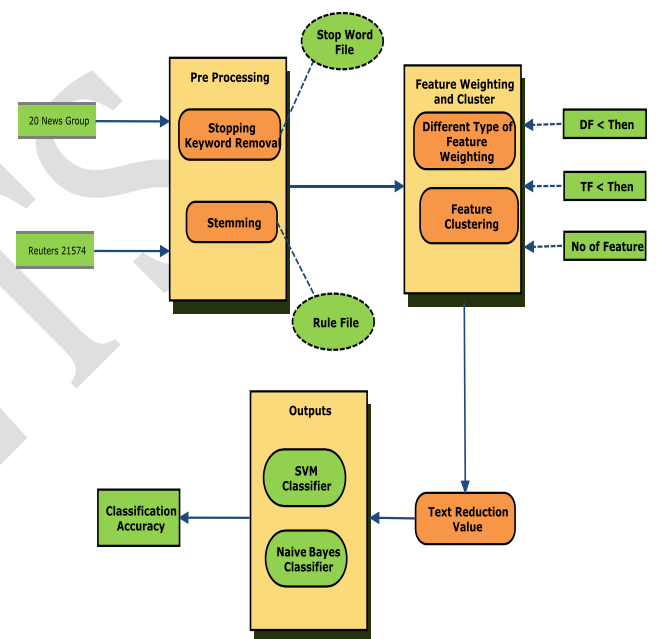 Stop Word
File
Pre Processing
20 News Group
Stopping
Keyword Removal
Stemming
Reuters 21574
Rule File
Feature Weighting
and Cluster
Different Type of
Feature
Weighting
Feature
Clustering
DF < Then
TF < Then
No of Feature
Outputs
SVM
Classifier
Naive Bayes
Classifier
Classification
Accuracy
Text Reduction
Value